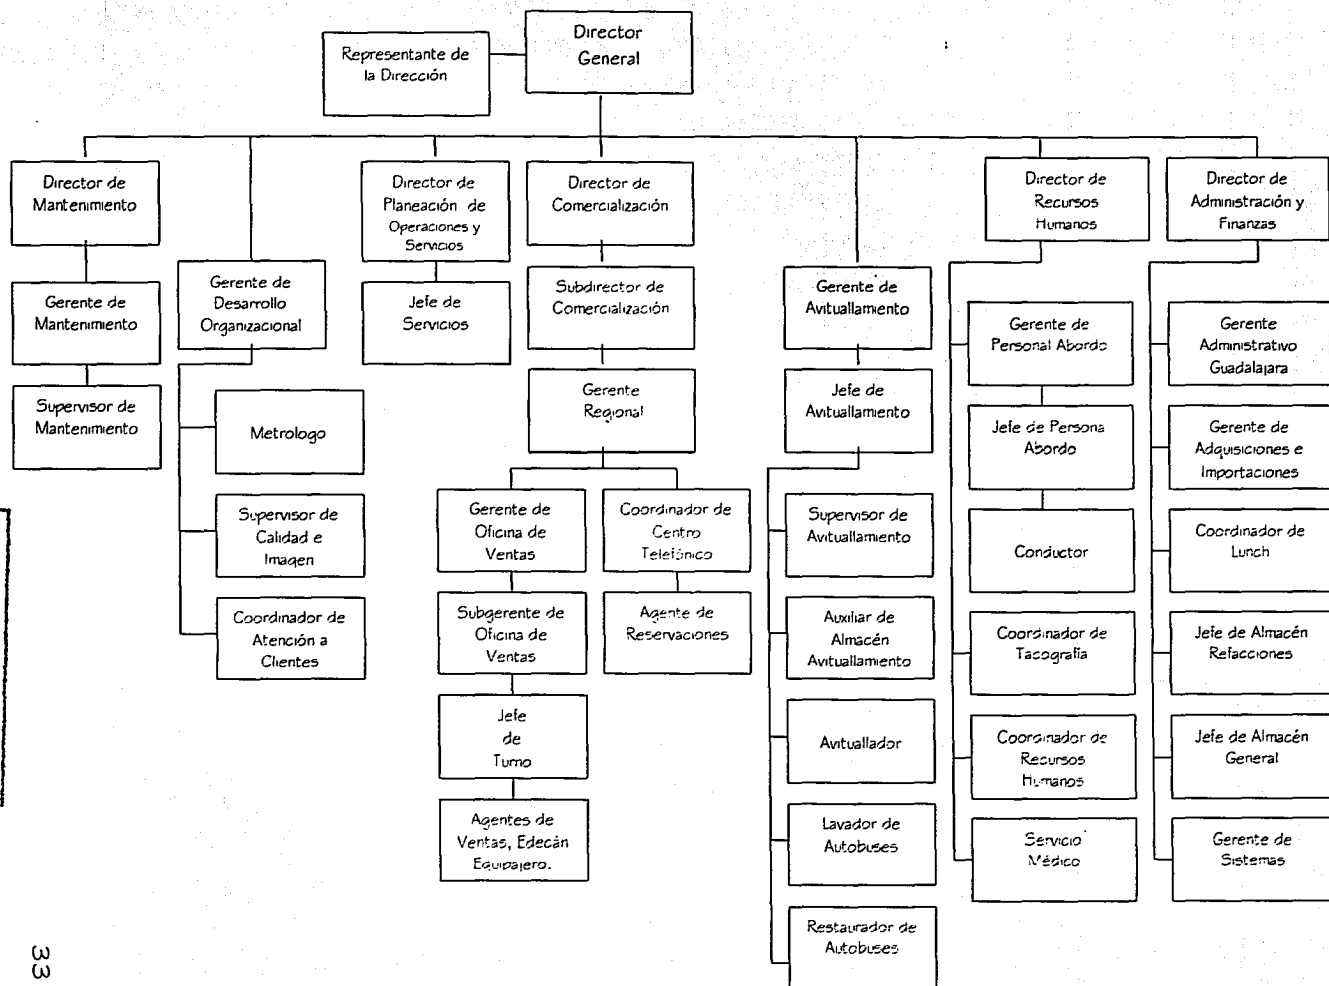 Director
General
Representante de
la Dirección
Director de
Mantenimiento
Director de
Planeación de
Operaciones y
Servicios
Director de
Comercialización
Director de
Recursos
Humanos
Director de
Administración y
Finanzas
Gerente de
Mantenimiento
Supervisor de
Mantenimiento
Gerente de
Desarrollo
Organizacional
Metrologo
Supervisor de
Calidad e
Imagen
Coordinador de
Atención a
Clientes
Jefe de
Servicios
Subdirector de
Comercialización
Gerente
Regional
Gerente de
Oficina de
Ventas
Subgerente de
Oficina de
Ventas
Jefe
de
Turno
Agentes de
Ventas, Edecán
Equipajero.
Coordinador de
Centro
Telefónico
Agente de
Reservaciones
Gerente de
Avituallamiento
Jefe de
Avituallamiento
Supervisor de
Avituallamiento
Auxiliar de
Almacén
Avituallamiento
Avituallador
Lavador de
Autobuses
Restaurador de
Autobuses
Gerente de
Personal Abordo
Jefe de Persona
Abordo
Conductor
Coordinador de
Tacografía
Coordinador de
Recursos
Humanos
Servicio
Médico
Gerente
Administrativo
Guadalajara
Gerente de
Adquisiciones e
Importaciones
Coordinador de
Lunch
Jefe de Almacén
Refacciones
Jefe de Almacén
General
Gerente de
Sistemas
33